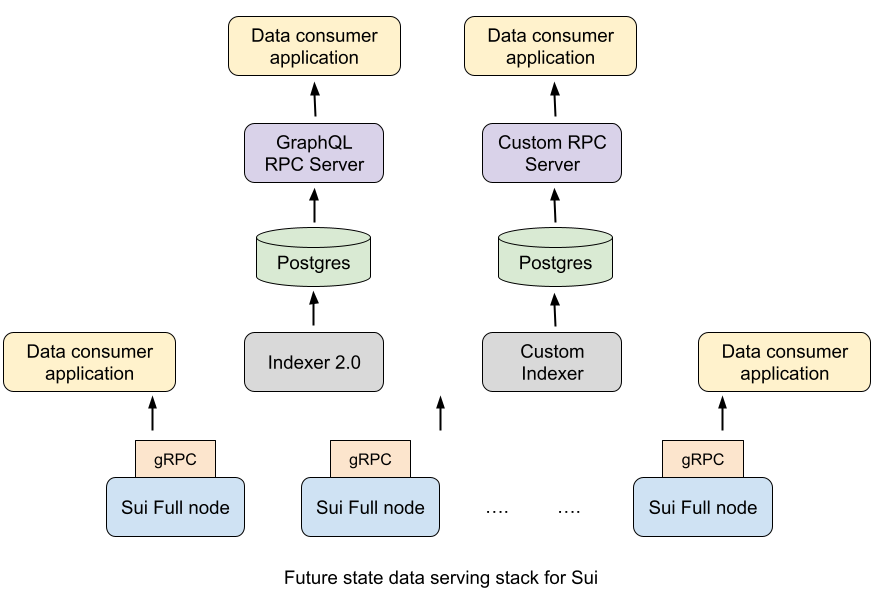 Data consumer
application
Data consumer
application
GraphQL
RPC Server
Custom RPC
Server
Postgres
Postgres
Data consumer
application
Indexer 2.0
Custom
Indexer
Data consumer
application
gRPC
gRPC
gRPC
Sui Full node
Sui Full node
....
....
Sui Full node
Future state data serving stack for Sui